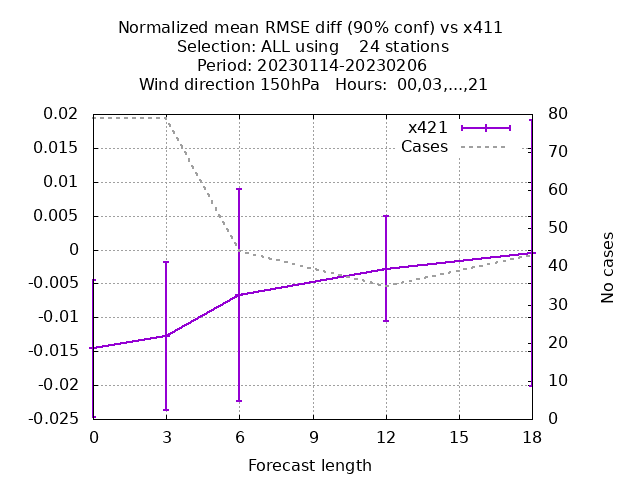 Normalized mean RMSE diff (90% conf) vs x411
Selection: ALL using    24 stations
Period: 20230114-20230206
Wind direction 150hPa   Hours:  00,03,...,21
x421
Cases
0.02
0.015
0.01
0.005
0
-0.005
-0.01
-0.015
-0.02
-0.025
80
70
60
50
40
30
20
10
0
No cases
0 3 6 9 12 15 18
Forecast length